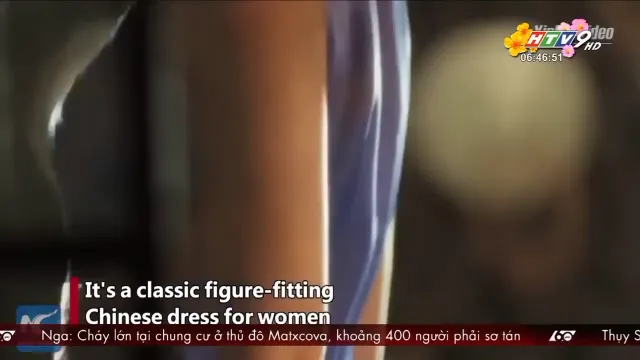 HTV9
HD
06:46:51
It's a classic figure-fitting
Chinese dress for women
Nga: Cháy lớn tại chung cư ở thủ đô Matxcova, khoảng 400 người phải sơ tán
Thụy S